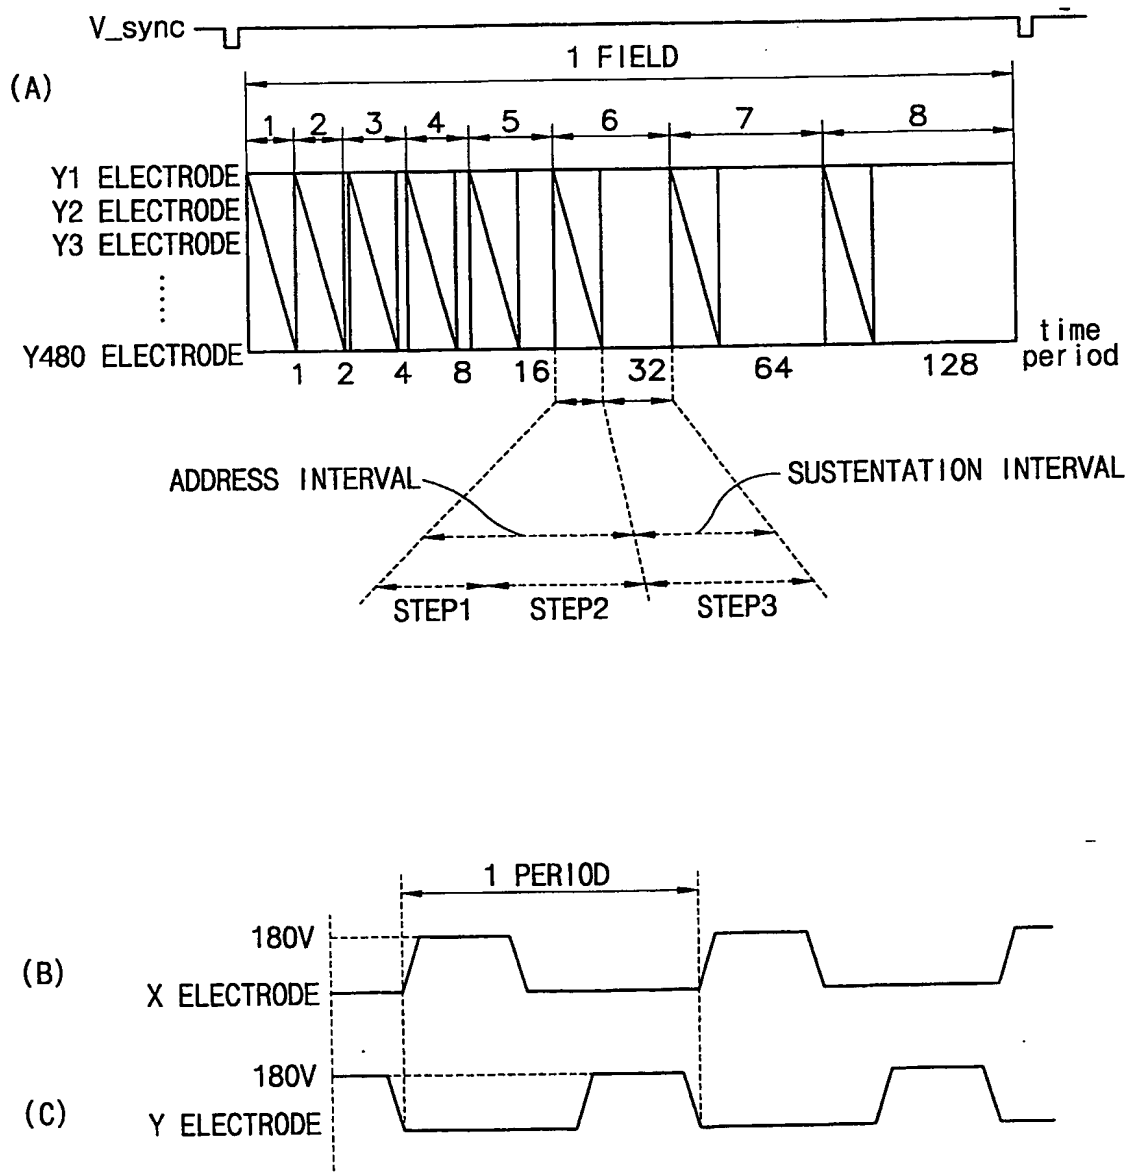 V_sync
1 FIELD
(A)
1 2 3 4 5 6 7 8
Y1 ELECTRODE
Y2 ELECTRODE
Y3 ELECTRODE
Y480 ELECTRODE
time
period
1 2 4 8 16 32 64 128
ADDRESS INTERVAL
SUSTENTATION INTERVAL
STEP1 STEP2 STEP3
1 PERIOD
180V
(B)
X ELECTRODE
180V
(C)
Y ELECTRODE